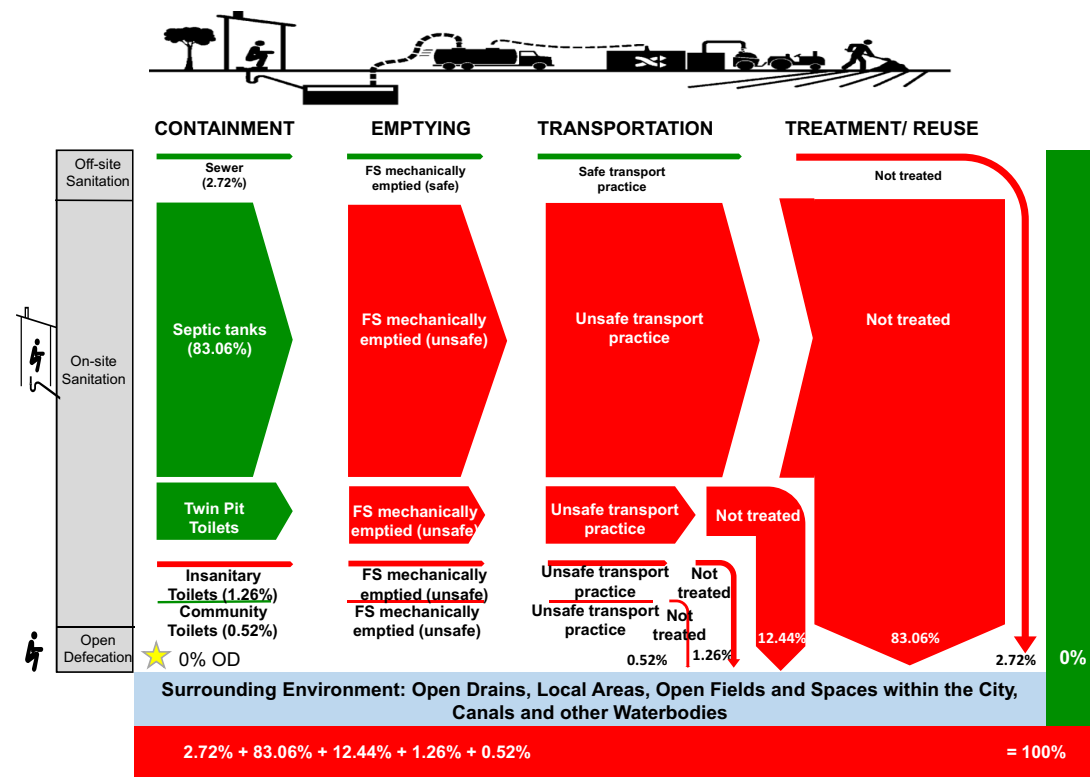 CONTAINMENT
EMPTYING
TRANSPORTATION
TREATMENT/ REUSE
Off-site
Sanitation
Sewer
(2.72%)
FS mechanically
emptied (safe)
Safe transport
practice
Not treated
On-site
Sanitation
Septic tanks
(83.06%)
FS mechanically
emptied (unsafe)
Unsafe transport
practice
Not treated
Twin Pit
Toilets
FS mechanically
emptied (unsafe)
Unsafe transport
practice
Not treated
Insanitary
Toilets (1.26%)
FS mechanically
emptied (unsafe)
Unsafe transport
practice
Not
treated
Community
Toilets (0.52%)
FS mechanically
emptied (unsafe)
Unsafe transport
practice
Not
treated
Open
Defecation
0% OD
0.52%
1.26%
12.44%
83.06%
2.72%
0%
Surrounding Environment: Open Drains, Local Areas, Open Fields and Spaces within the City,
Canals and other Waterbodies
2.72% + 83.06% + 12.44% + 1.26% + 0.52%
= 100%